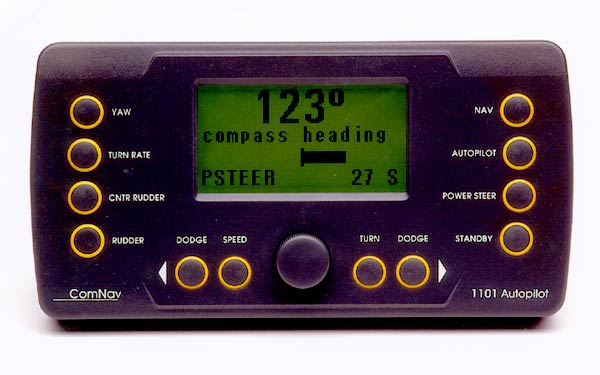 123°
compass heading
PSTEER 27 S
YAW
TURN RATE
CNTR RUDDER
RUDDER
NAV
AUTOPILOT
POWER STEER
STANDBY
DODGE SPEED TURN DODGE
ComNav 1101 Autopilot